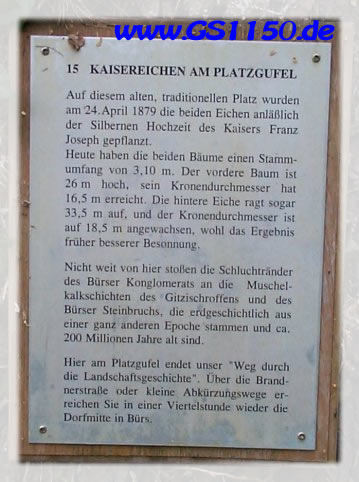 www.GS1150.de
15 KAISEREICHEN AM PLATZGUFEL
Auf diesem alten, traditionellen Platz wurden
am 24. April 1879 die beiden Eichen anläßlich
der Silbernen Hochzeit des Kaisers Franz
Joseph gepflanzt.
Heute haben die beiden Bäume einen Stamm-
umfang von 3,10 m. Der vordere Baum ist
26 m hoch, sein Kronendurchmesser hat
16,5 m erreicht. Die hintere Eiche ragt sogar
33,5 m auf, und der Kronendurchmesser ist
auf 18,5 m angewachsen, wohl das Ergebnis
früher besserer Besonnung.
Nicht weit von hier stoßen die Schluchtränder
des Bürser Konglomerats an die Muschel-
kalkschichten des Gitzischroffens und des
Bürser Steinbruchs, die erdgeschichtlich aus
einer ganz anderen Epoche stammen und ca.
200 Millionen Jahre alt sind.
Hier am Platzgufel endet unser "Weg durch
die Landschaftsgeschichte". Über die Brand-
nerstraße oder kleine Abkürzungswege er-
reichen Sie in einer Viertelstunde wieder die
Dorfmitte in Bürs.